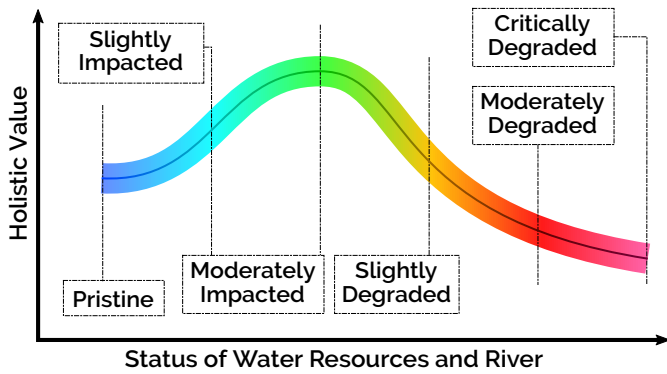 Holistic Value
Slightly
Impacted
Critically
Degraded
Moderately
Degraded
Pristine
Moderately
Impacted
Slightly
Degraded
Status of Water Resources and River